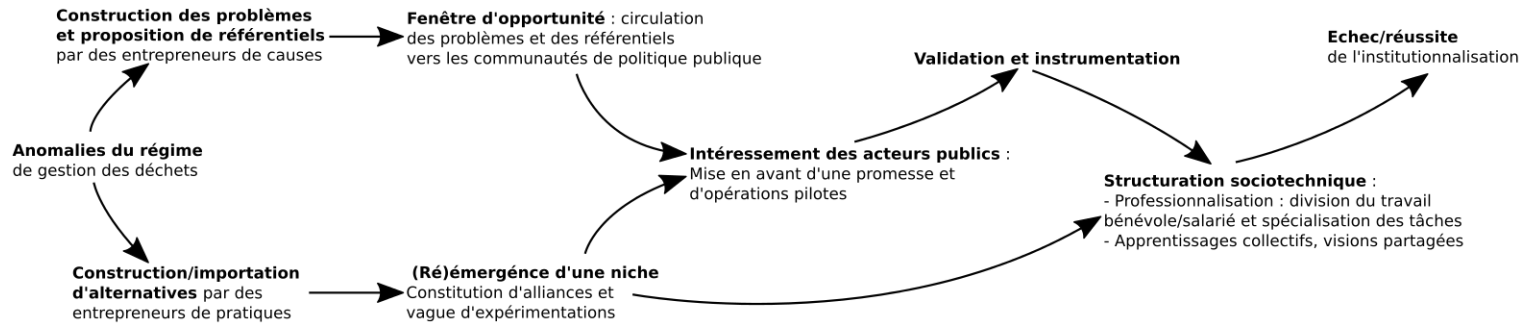 Construction des problèmes
et proposition de référentiels
par des entrepreneurs de causes
Fenêtre d'opportunité : circulation
des problèmes et des référentiels
vers les communautés de politique publique
Validation et instrumentation
Echec/réussite
de l'institutionnalisation
Anomalies du régime
de gestion des déchets
Intéressement des acteurs publics :
Mise en avant d'une promesse et
d'opérations pilotes
Structuration sociotechnique :
- Professionnalisation : division du travail
bénévole/salarié et spécialisation des tâches
- Apprentissages collectifs, visions partagées
Construction/importation
d'alternatives par des
entrepreneurs de pratiques
(Ré)émergénce d'une niche
Constitution d'alliances et
vague d'expérimentations